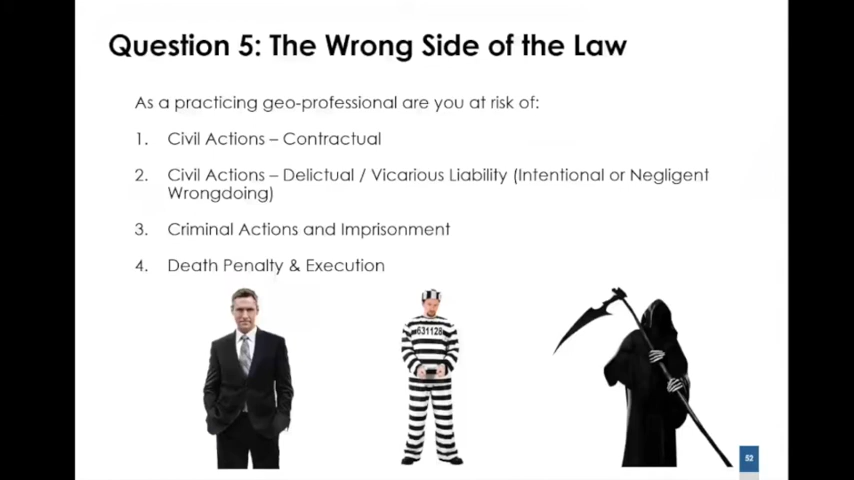 Question 5: The Wrong Side of the Law
As a practicing geo-professional are you at risk of:
1. Civil Actions – Contractual
2. Civil Actions – Delictual / Vicarious Liability (Intentional or Negligent
Wrongdoing)
3. Criminal Actions and Imprisonment
4. Death Penalty & Execution
631128
52